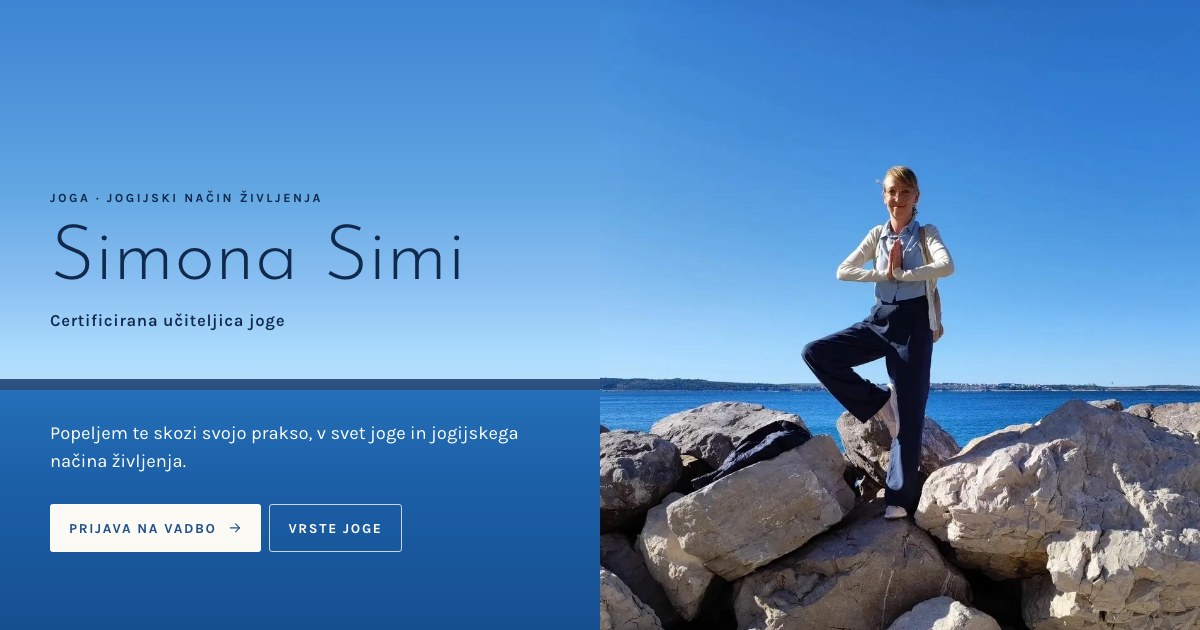 JOGA · JOGIJSKI NAČIN ŽIVLJENJA
Simona Simi
Certificirana učiteljica joge
Popeljem te skozi svojo prakso, v svet joge in jogijskega
načina življenja.
PRIJAVA NA VADBO →
VRSTE JOGE